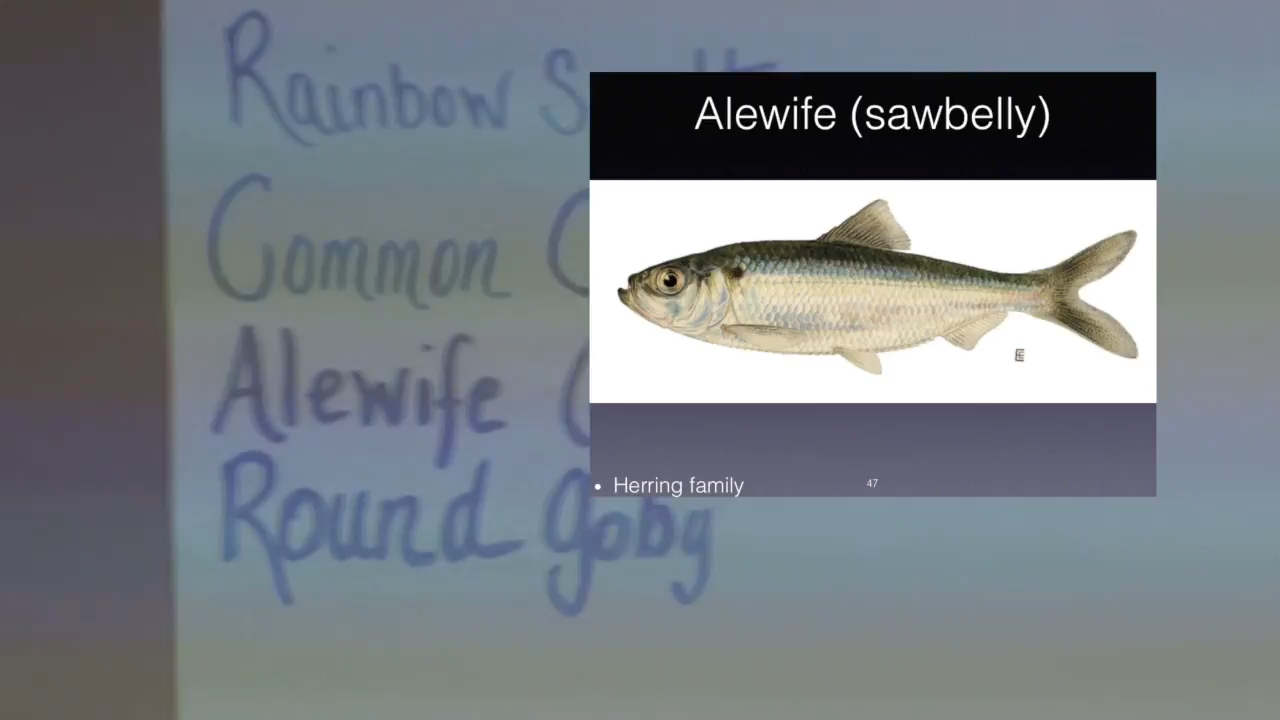 Rainbow
Common
Alewife
Round goby
Alewife (sawbelly)
• Herring family
47